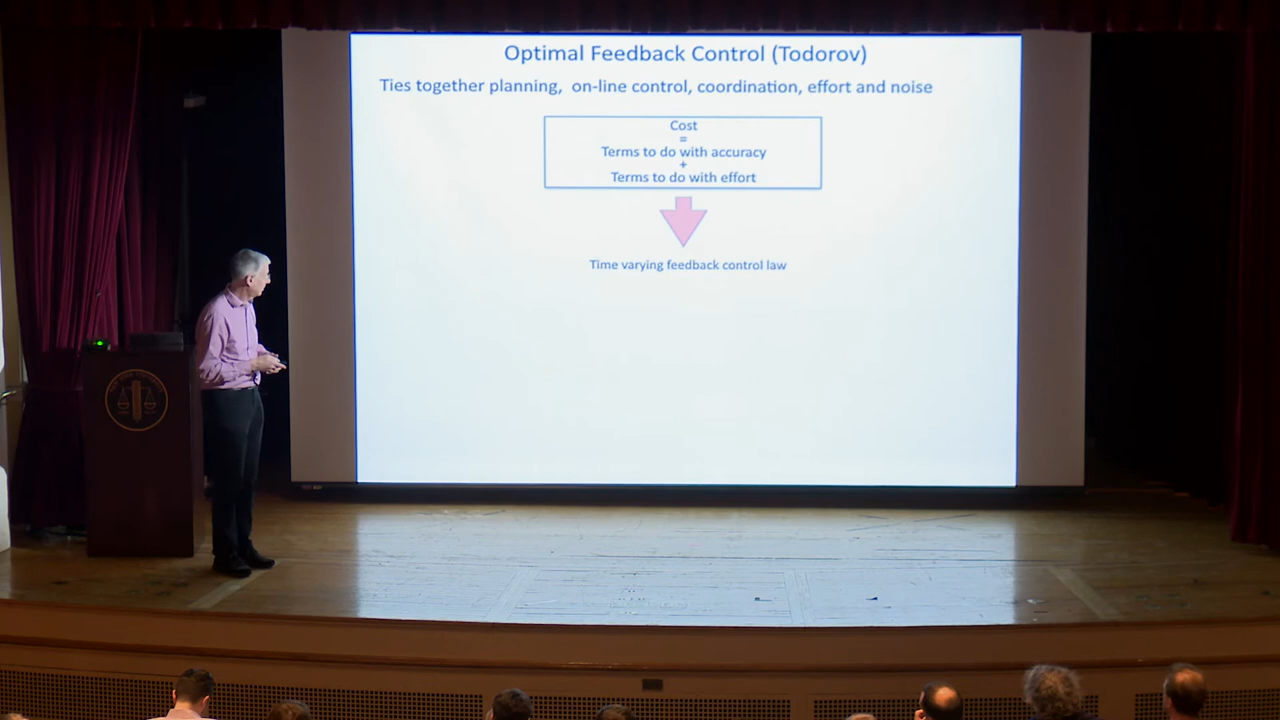 Optimal Feedback Control (Todorov)
Ties together planning, on-line control, coordination, effort and noise
Cost
=
Terms to do with accuracy
+
Terms to do with effort
Time varying feedback control law